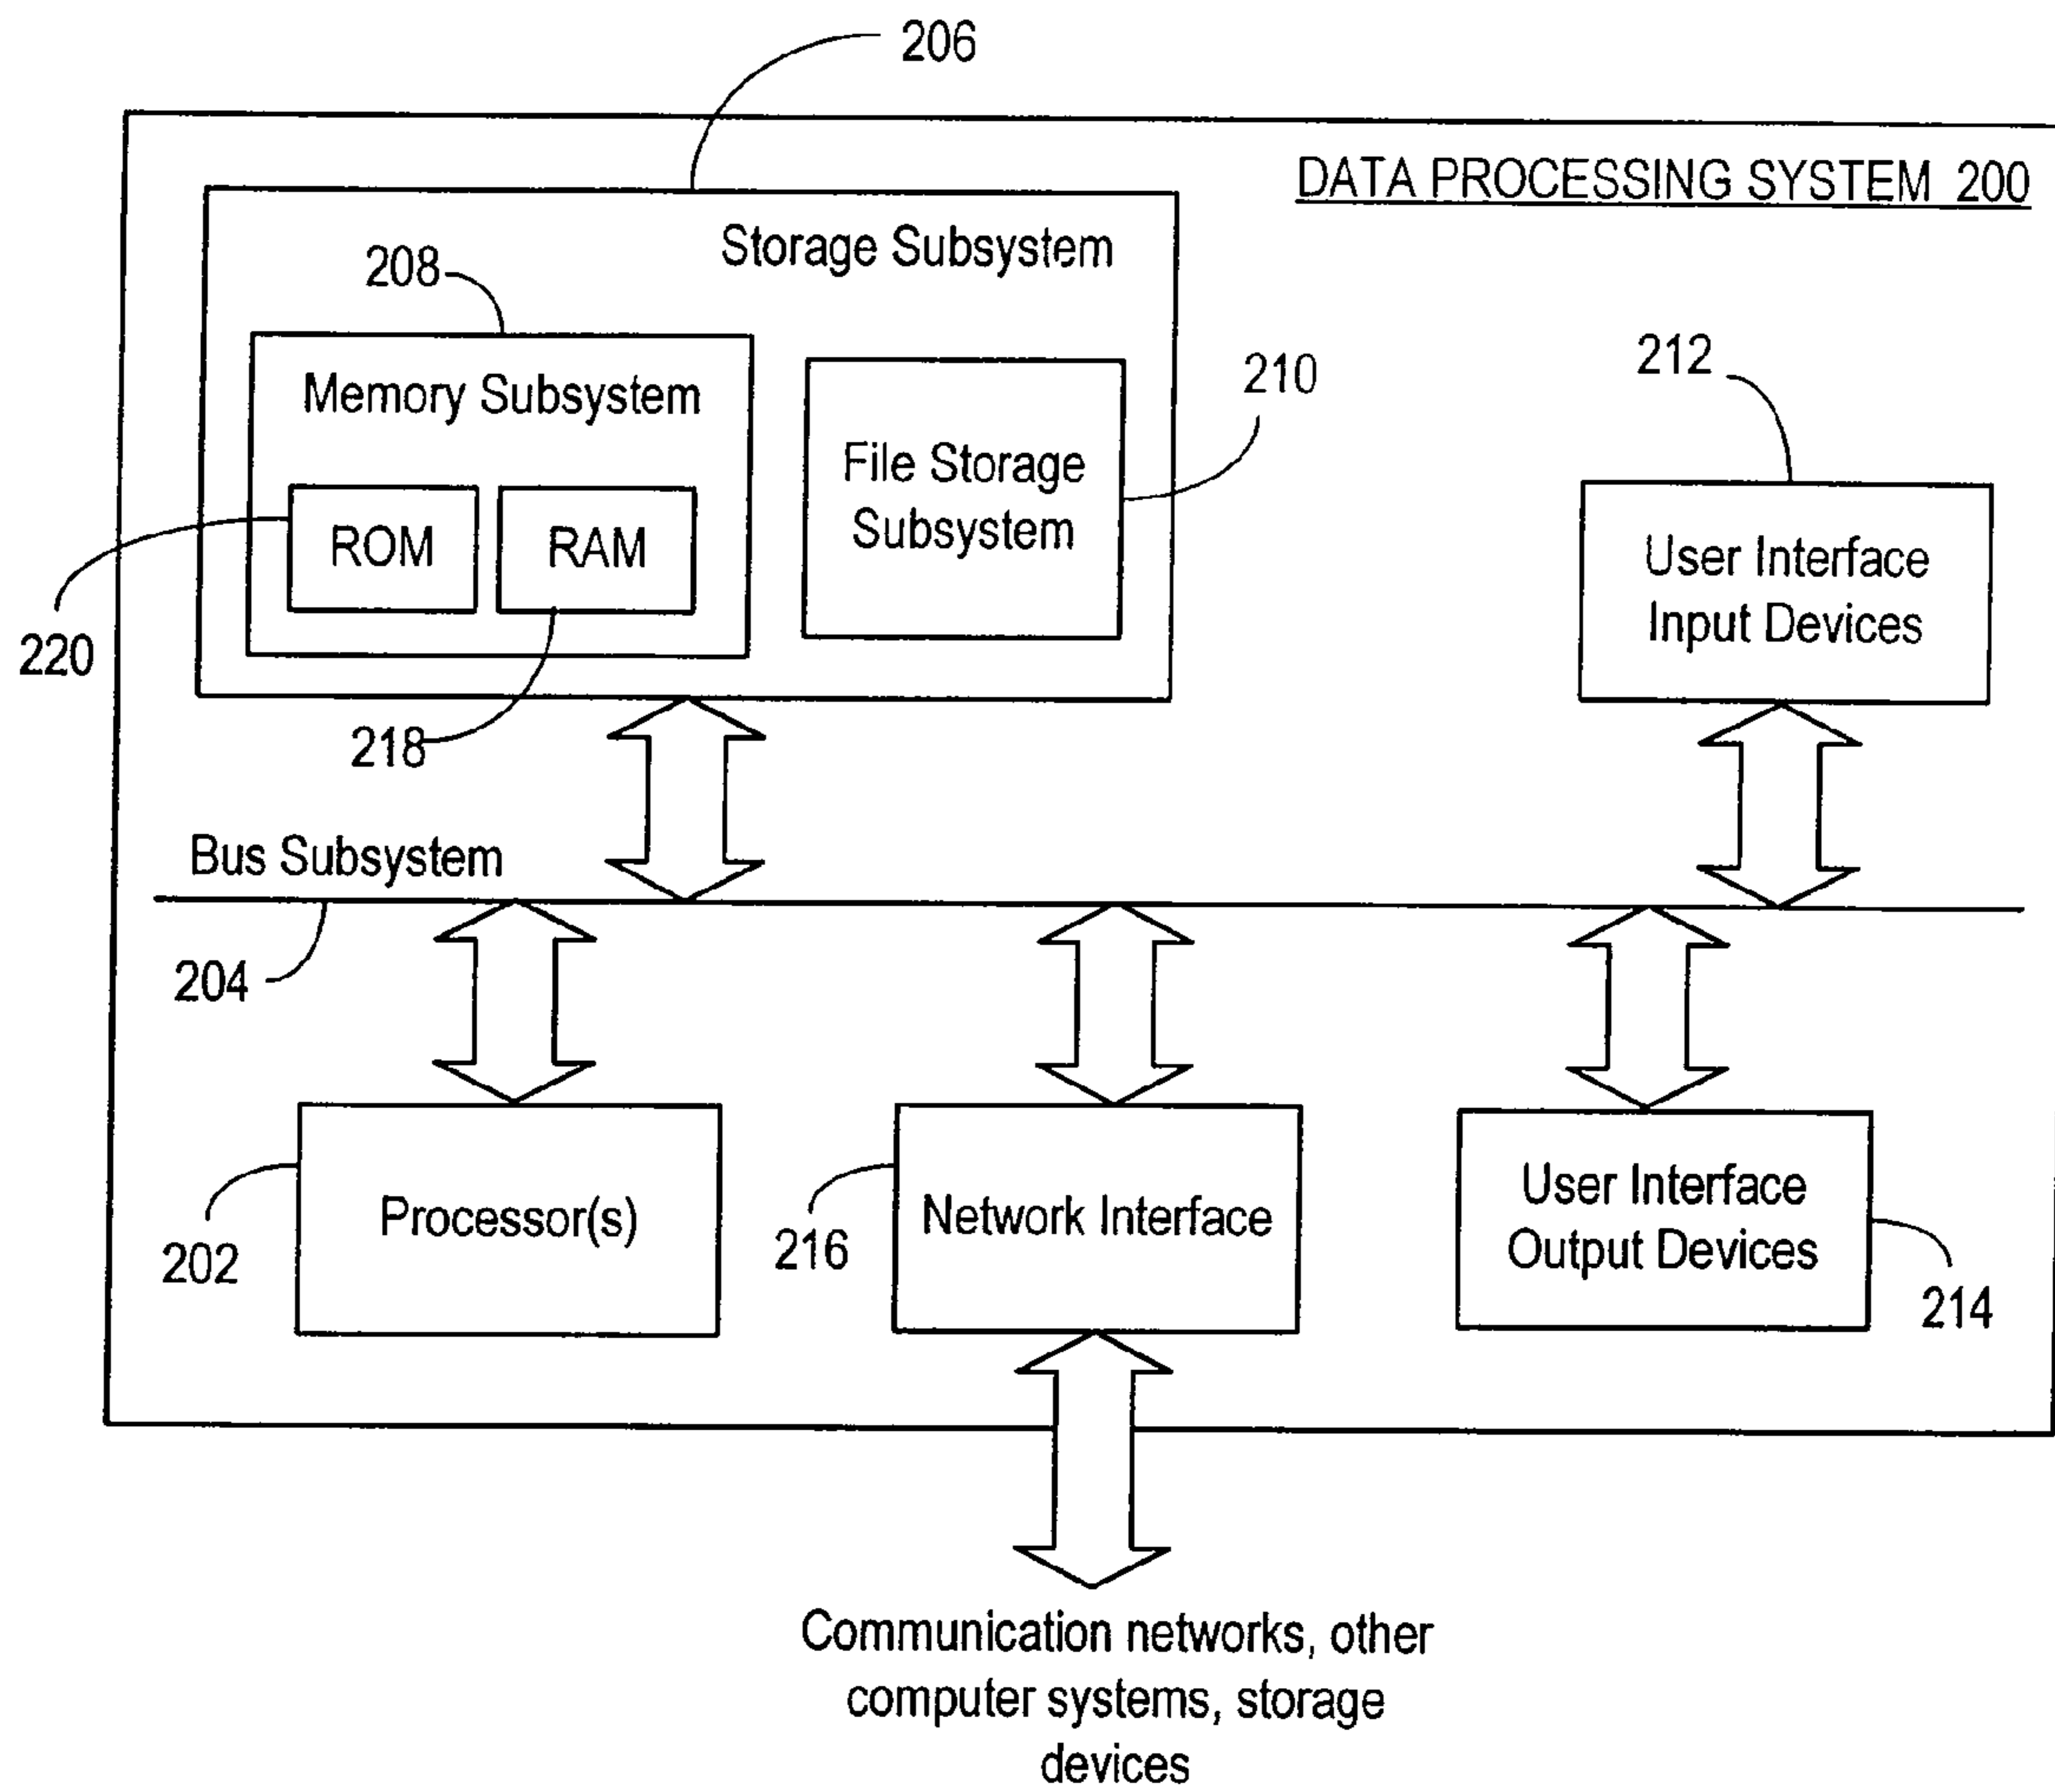 206
DATA PROCESSING SYSTEM 200
Storage Subsystem
208
Memory Subsystem
210
212
File Storage
Subsystem
ROM
RAM
User Interface
Input Devices
220
218
Bus Subsystem
204
Processor(s)
202
Network Interface
216
User Interface
Output Devices
214
Communication networks, other
computer systems, storage
devices